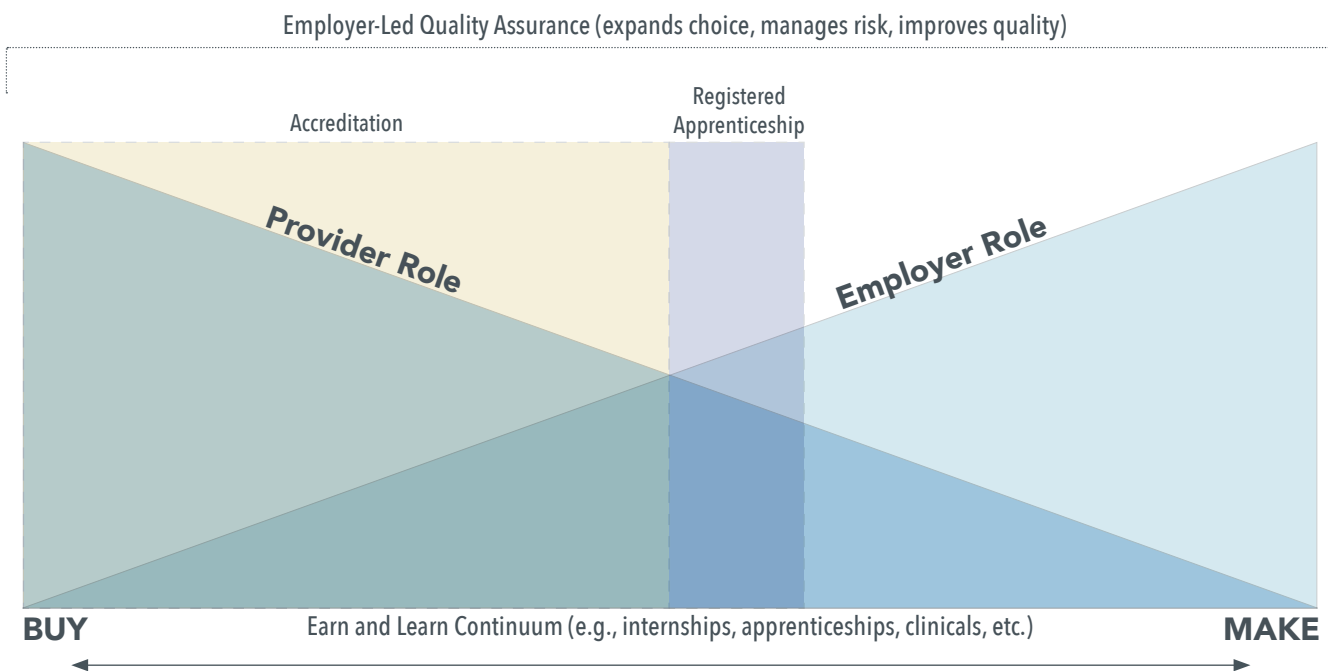 Employer-Led Quality Assurance (expands choice, manages risk, improves quality)
Registered
Apprenticeship
Accreditation
Provider Role
Employer Role
BUY
Earn and Learn Continuum (e.g., internships, apprenticeships, clinicals, etc.)
MAKE